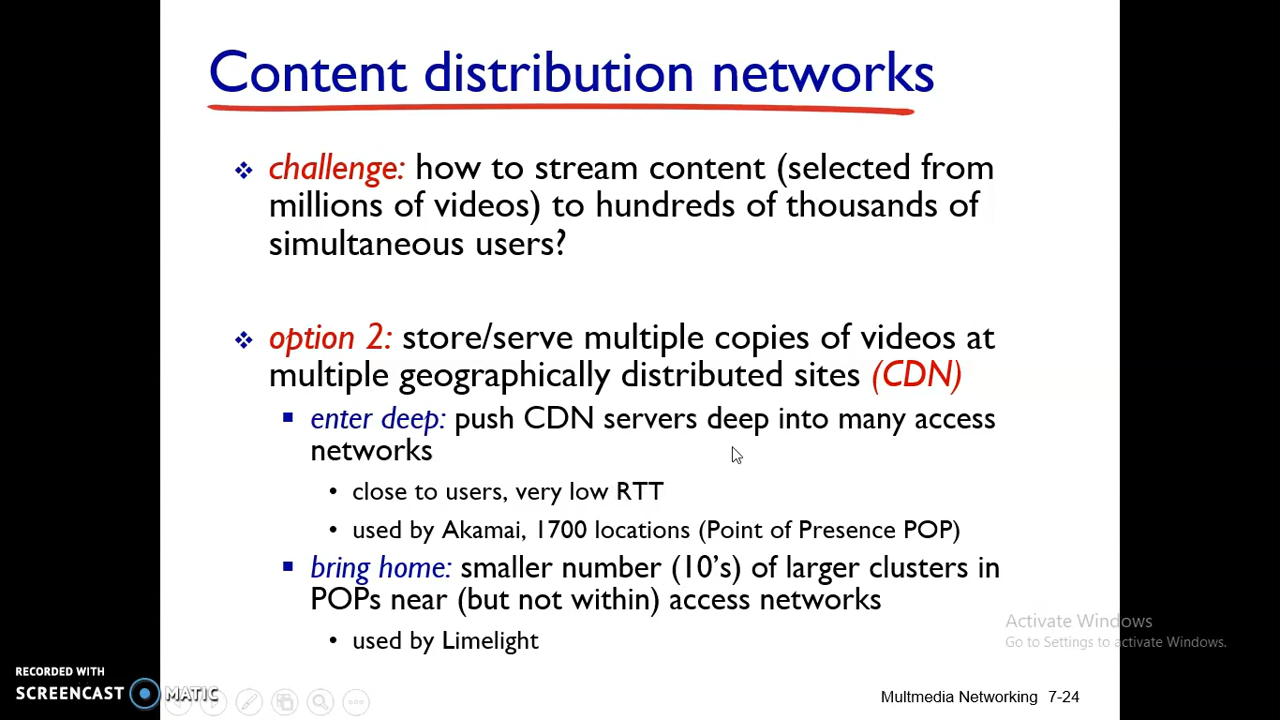 Content distribution networks
challenge: how to stream content (selected from
millions of videos) to hundreds of thousands of
simultaneous users?
option 2: store/serve multiple copies of videos at
multiple geographically distributed sites (CDN)
enter deep: push CDN servers deep into many access
networks
• close to users, very low RTT
• used by Akamai, 1700 locations (Point of Presence POP)
bring home: smaller number (10's) of larger clusters in
POPs near (but not within) access networks
• used by Limelight
Activate Windows
Go to Settings to activate Windows.
RECORDED WITH
SCREENCAST MATIC
Multmedia Networking 7-24